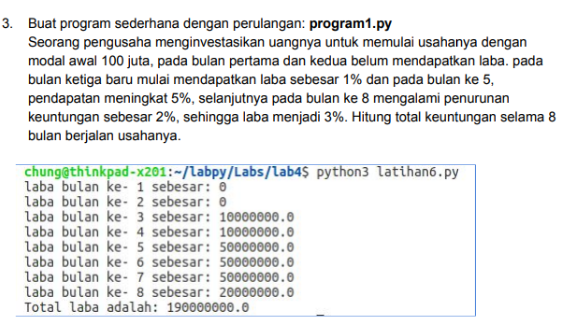 3. Buat program sederhana dengan perulangan: program1.py
Seorang pengusaha menginvestasikan uangnya untuk memulai usahanya dengan
modal awal 100 juta, pada bulan pertama dan kedua belum mendapatkan laba. pada
bulan ketiga baru mulai mendapatkan laba sebesar 1% dan pada bulan ke 5,
pendapatan meningkat 5%, selanjutnya pada bulan ke 8 mengalami penurunan
keuntungan sebesar 2%, sehingga laba menjadi 3%. Hitung total keuntungan selama 8
bulan berjalan usahanya.
chung@thinkpad-x201:~/labpy/Labs/lab4$ python3 latihan6.py
laba bulan ke- 1 sebesar: 0
laba bulan ke- 2 sebesar: 0
laba bulan ke- 3 sebesar: 10000000.0
laba bulan ke- 4 sebesar: 10000000.0
laba bulan ke- 5 sebesar: 50000000.0
laba bulan ke- 6 sebesar: 50000000.0
laba bulan ke- 7 sebesar: 50000000.0
laba bulan ke- 8 sebesar: 20000000.0
Total laba adalah: 190000000.0